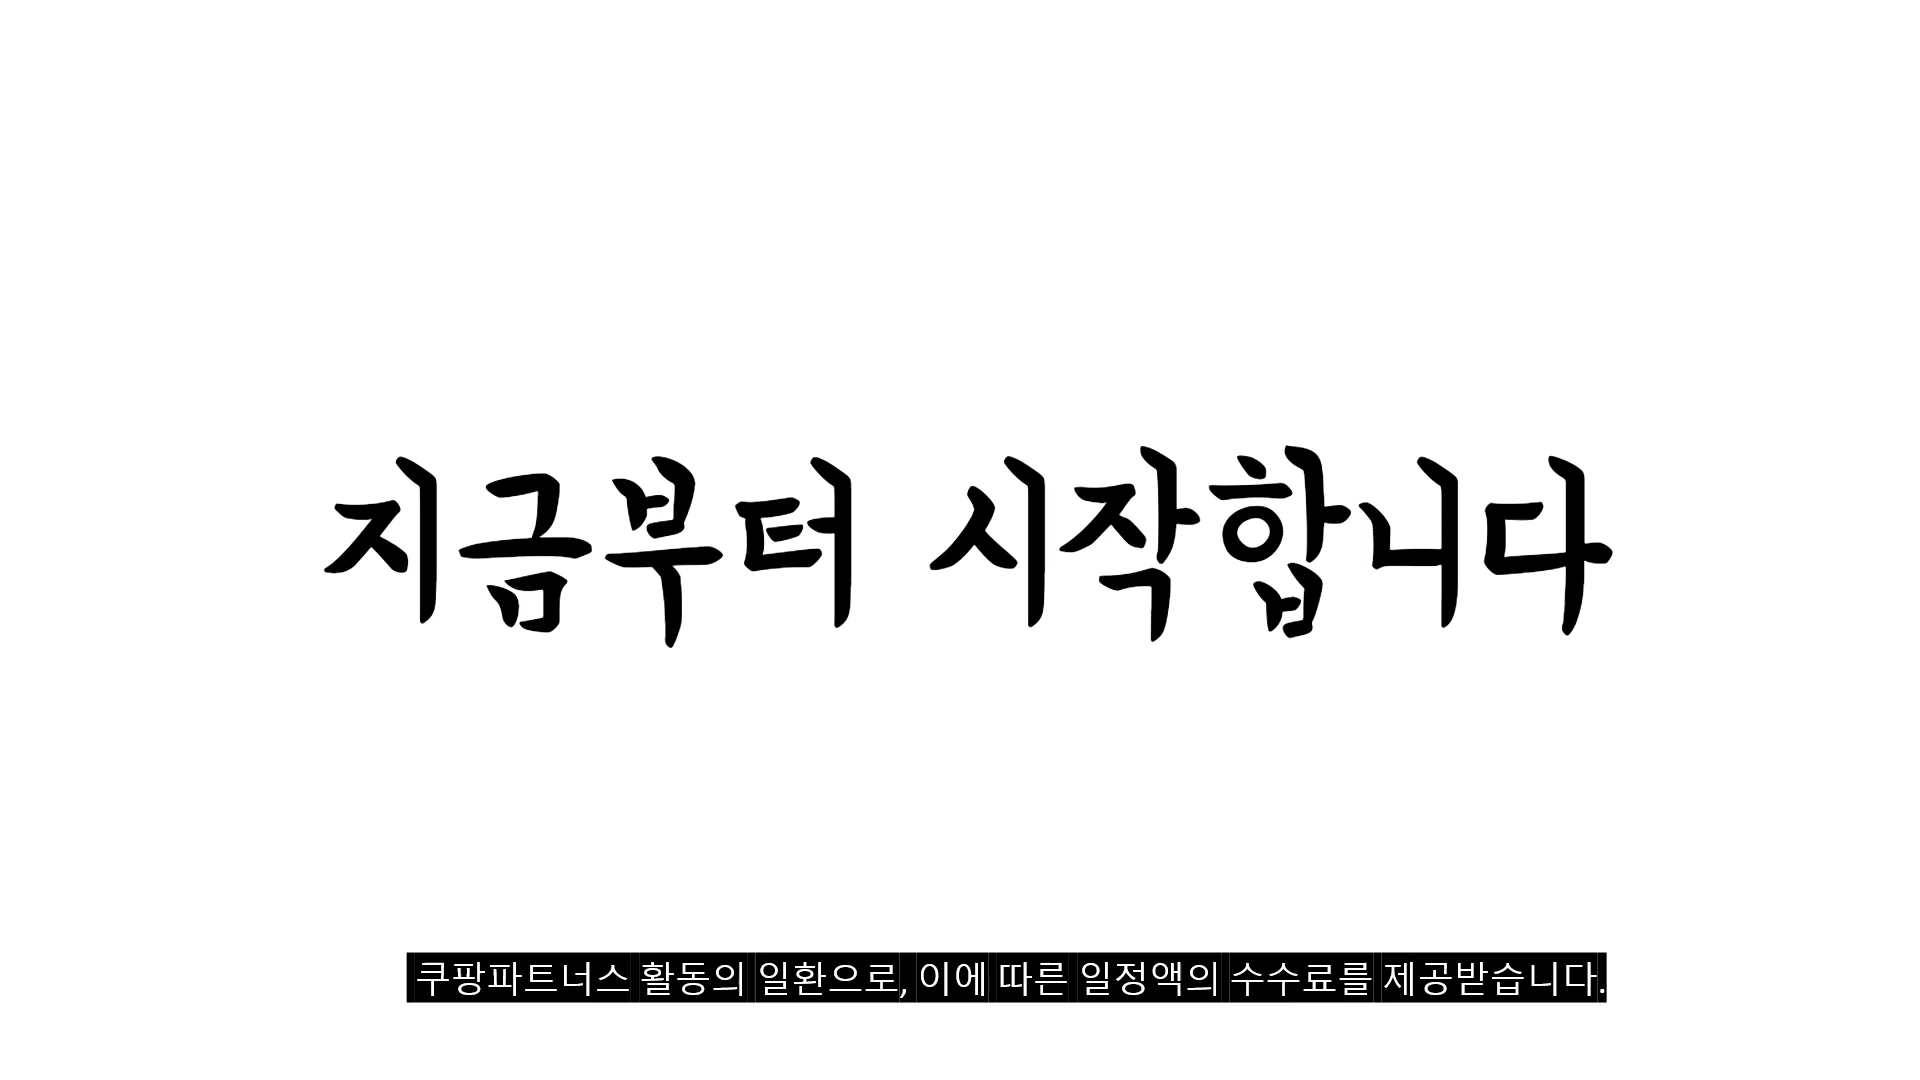 지금부터 시작합니다
쿠팡파트너스 활동의 일환으로, 이에 따른 일정액의 수수료를 제공받습니다.